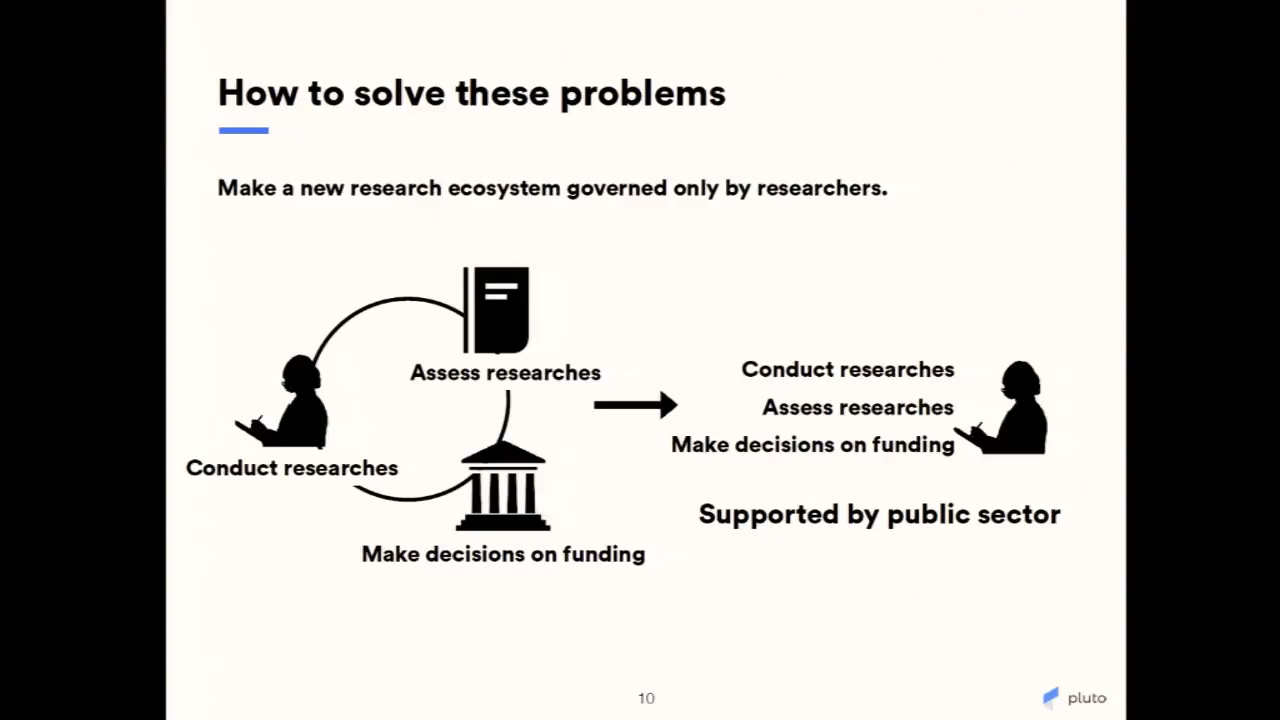 How to solve these problems
Make a new research ecosystem governed only by researchers.
Assess researches
Conduct researches
Make decisions on funding
Conduct researches
Assess researches
Make decisions on funding
Supported by public sector
10
pluto